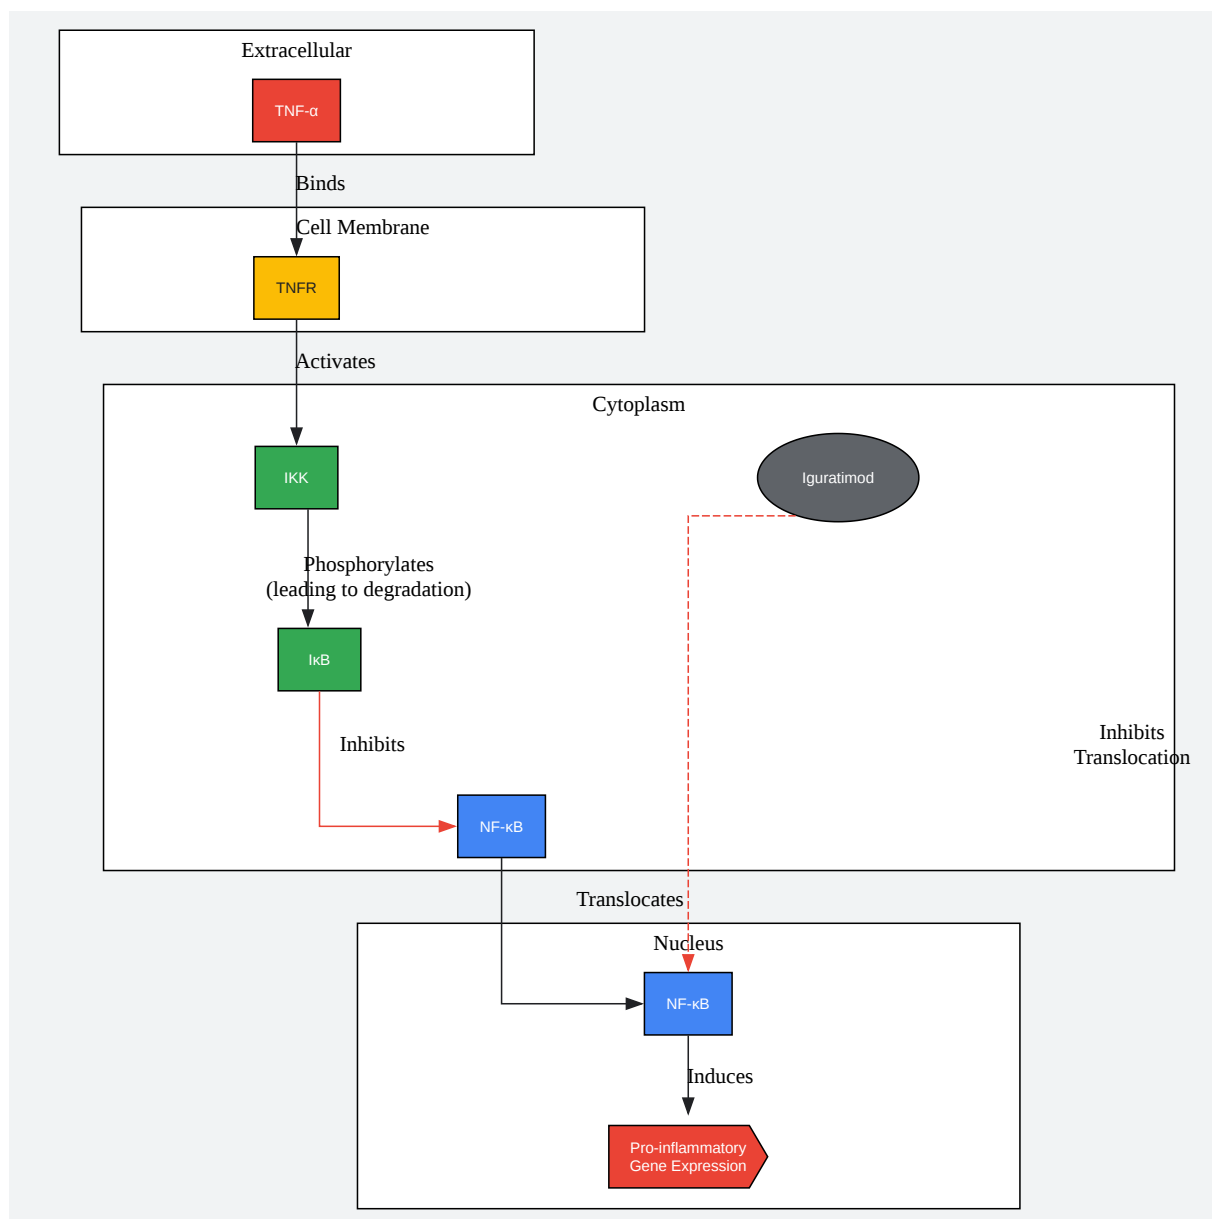 Extracellular
TNF-α
Binds
Cell Membrane
TNFR
Activates
Cytoplasm
IKK
Iguratimod
Phosphorylates
(leading to degradation)
IκB
Inhibits
Inhibits
Translocation
NF-κB
Translocates
Nucleus
NF-κB
Induces
Pro-inflammatory
Gene Expression